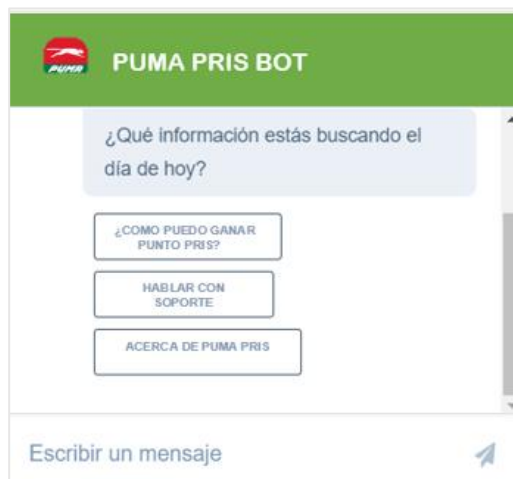 PUMA
PUMA PRIS BOT
¿Qué información estás buscando el
día de hoy?
¿COMO PUEDO GANAR
PUNTO PRIS?
HABLAR CON
SOPORTE
ACERCA DE PUMA PRIS
Escribir un mensaje